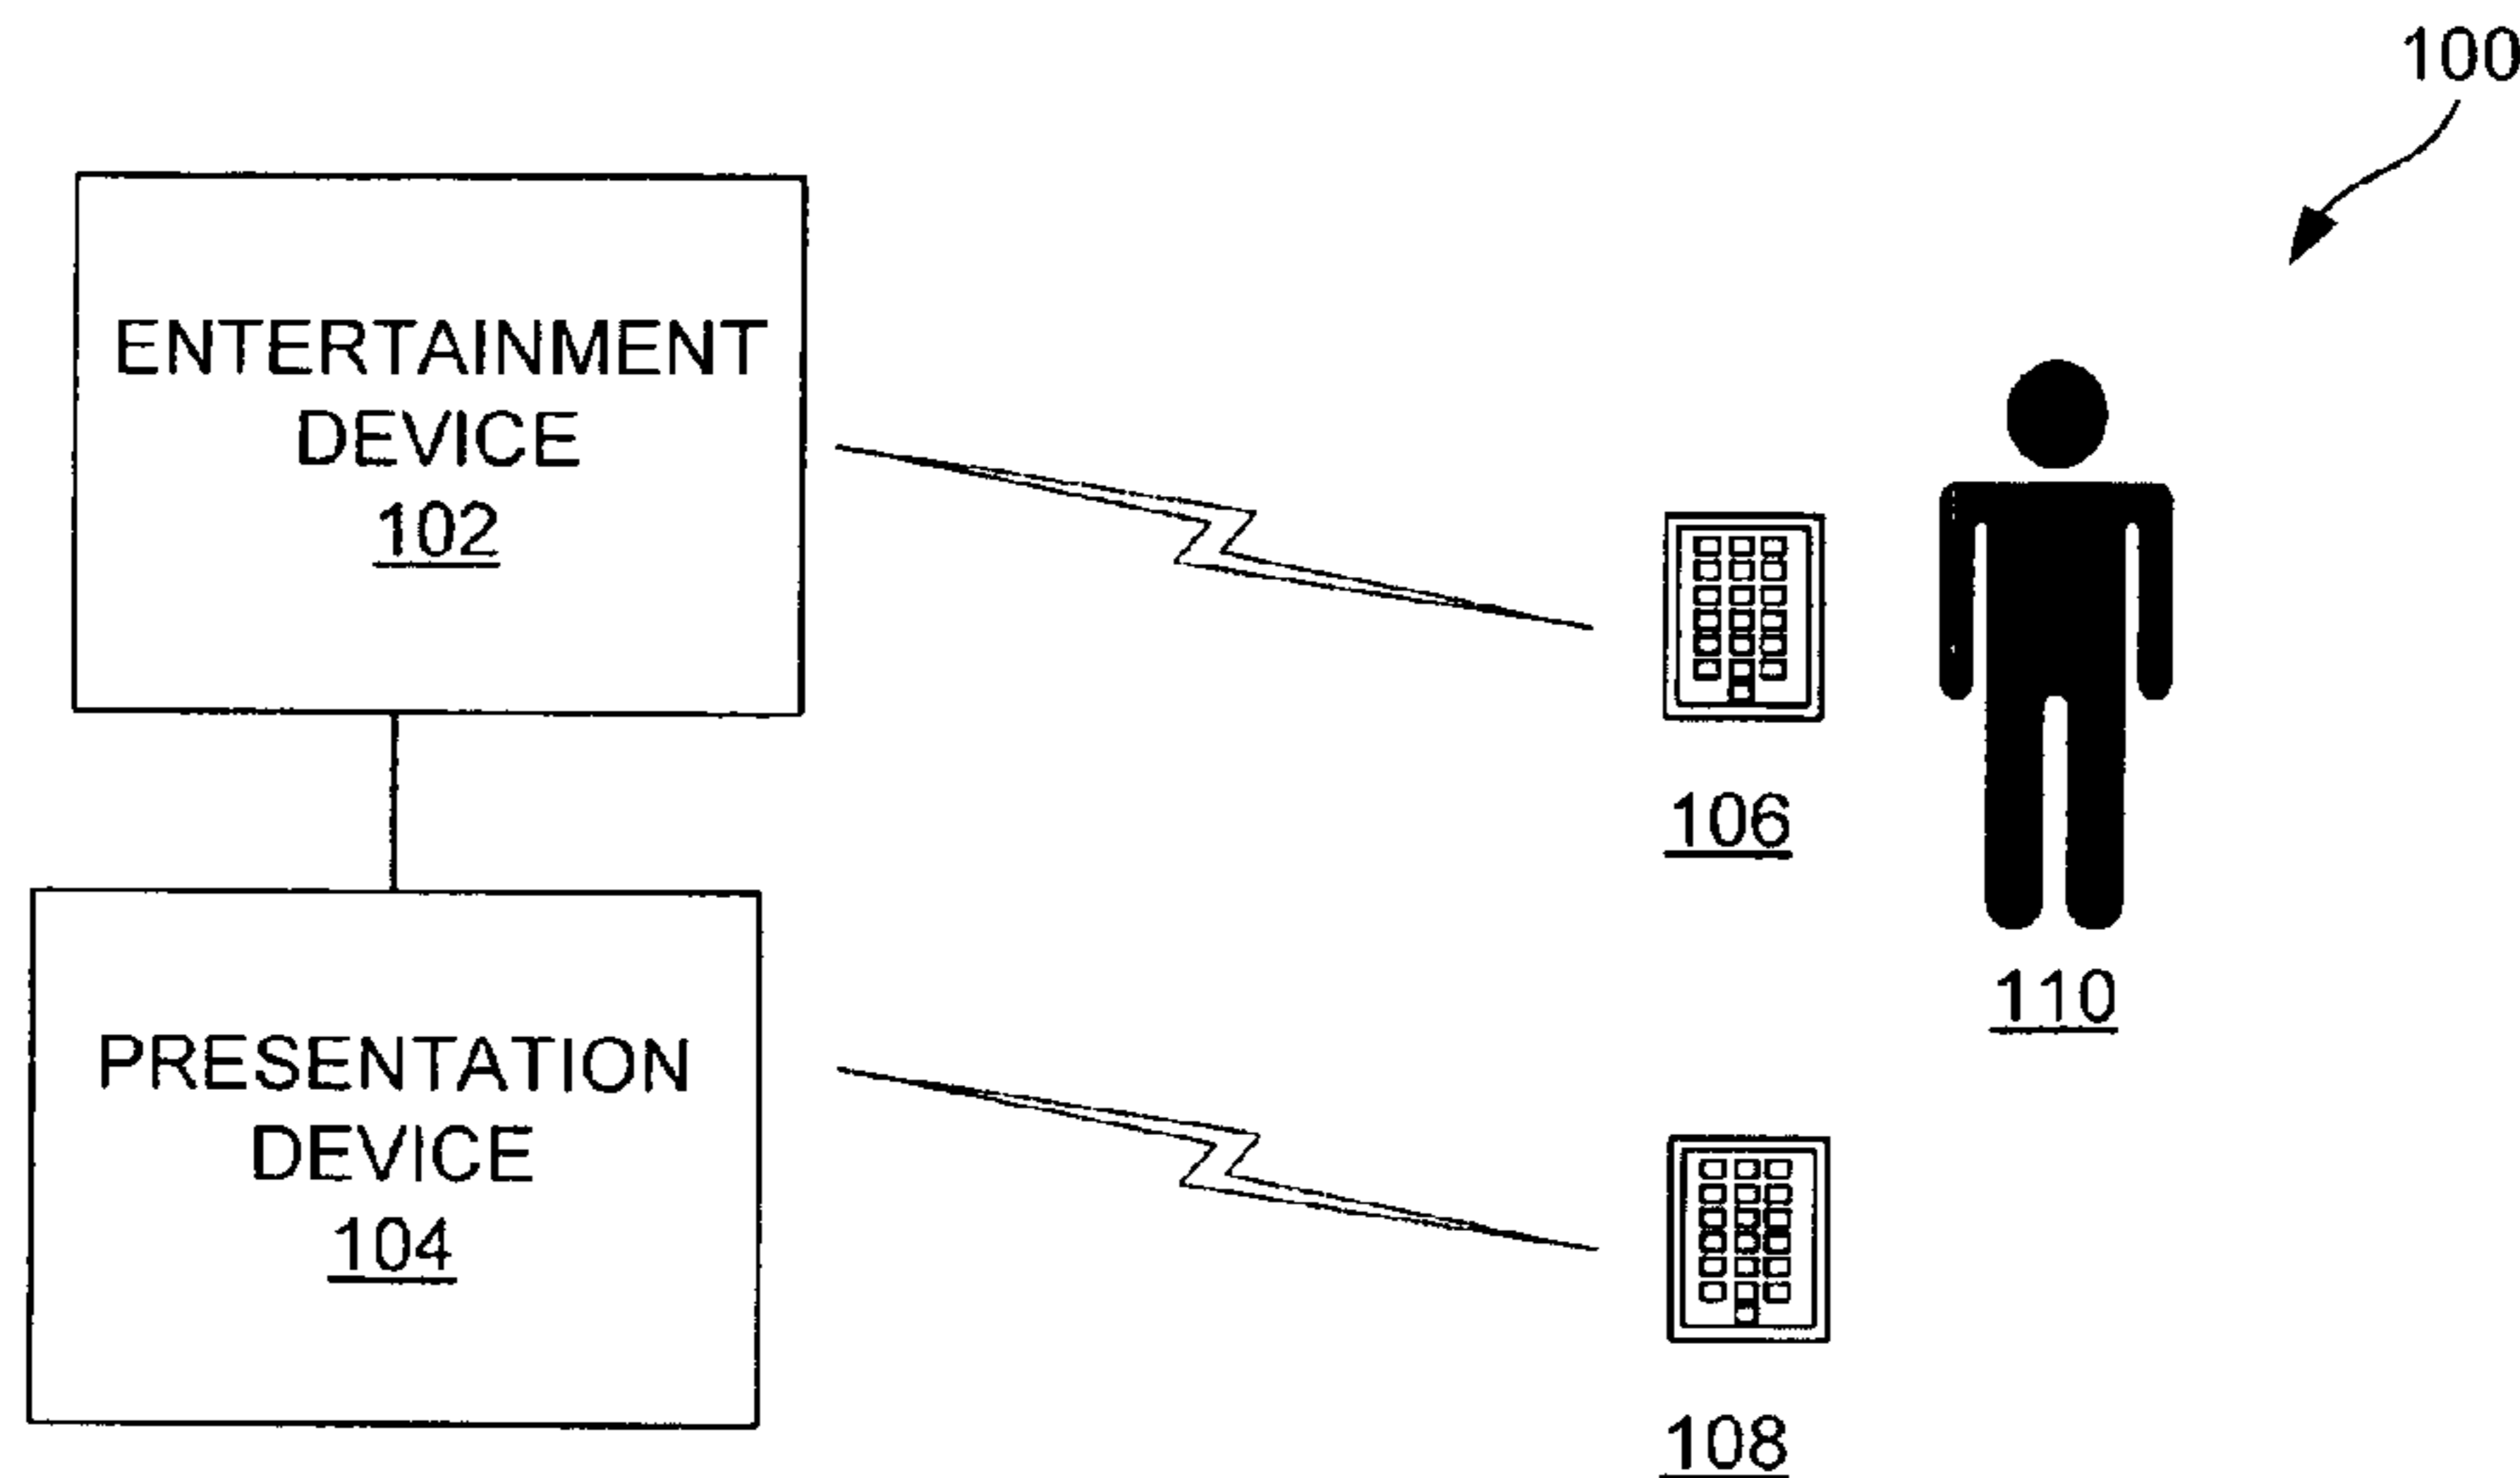 100
ENTERTAINMENT
DEVICE
102
106
110
PRESENTATION
DEVICE
104
108